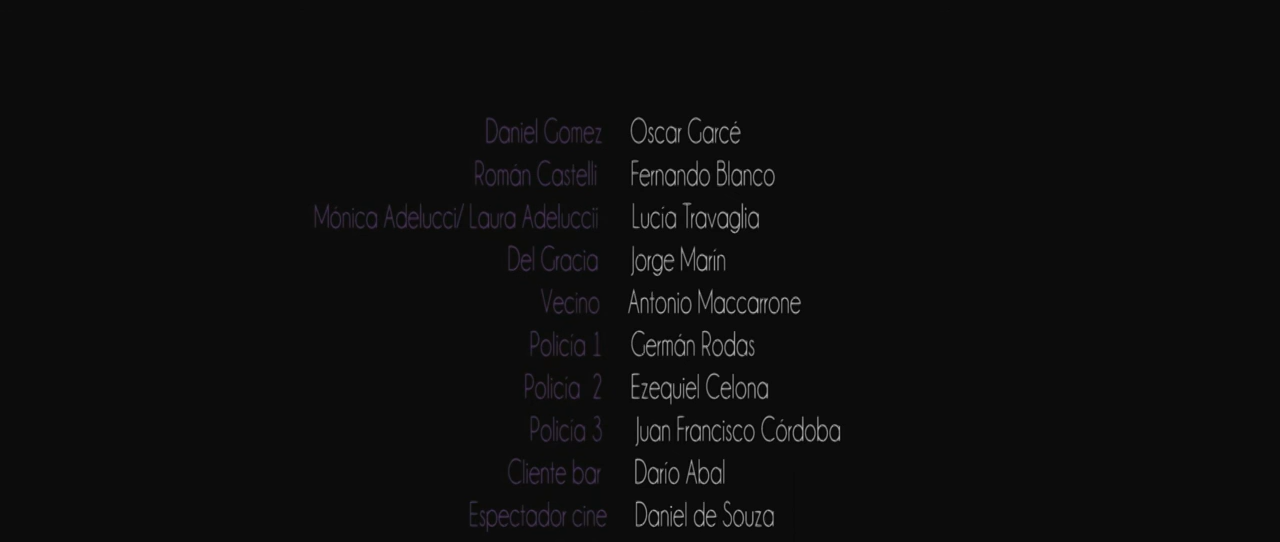 Daniel Gomez Oscar Garcé
Román Castelli Fernando Blanco
Mónica Adelucci/ Laura Adeluccii Lucía Travaglia
Del Gracia Jorge Marín
Vecino Antonio Maccarrone
Policía 1 Germán Rodas
Policía 2 Ezequiel Celona
Policia 3 Juan Francisco Córdoba
Cliente bar Darío Abal
Espectador cine Daniel de Souza